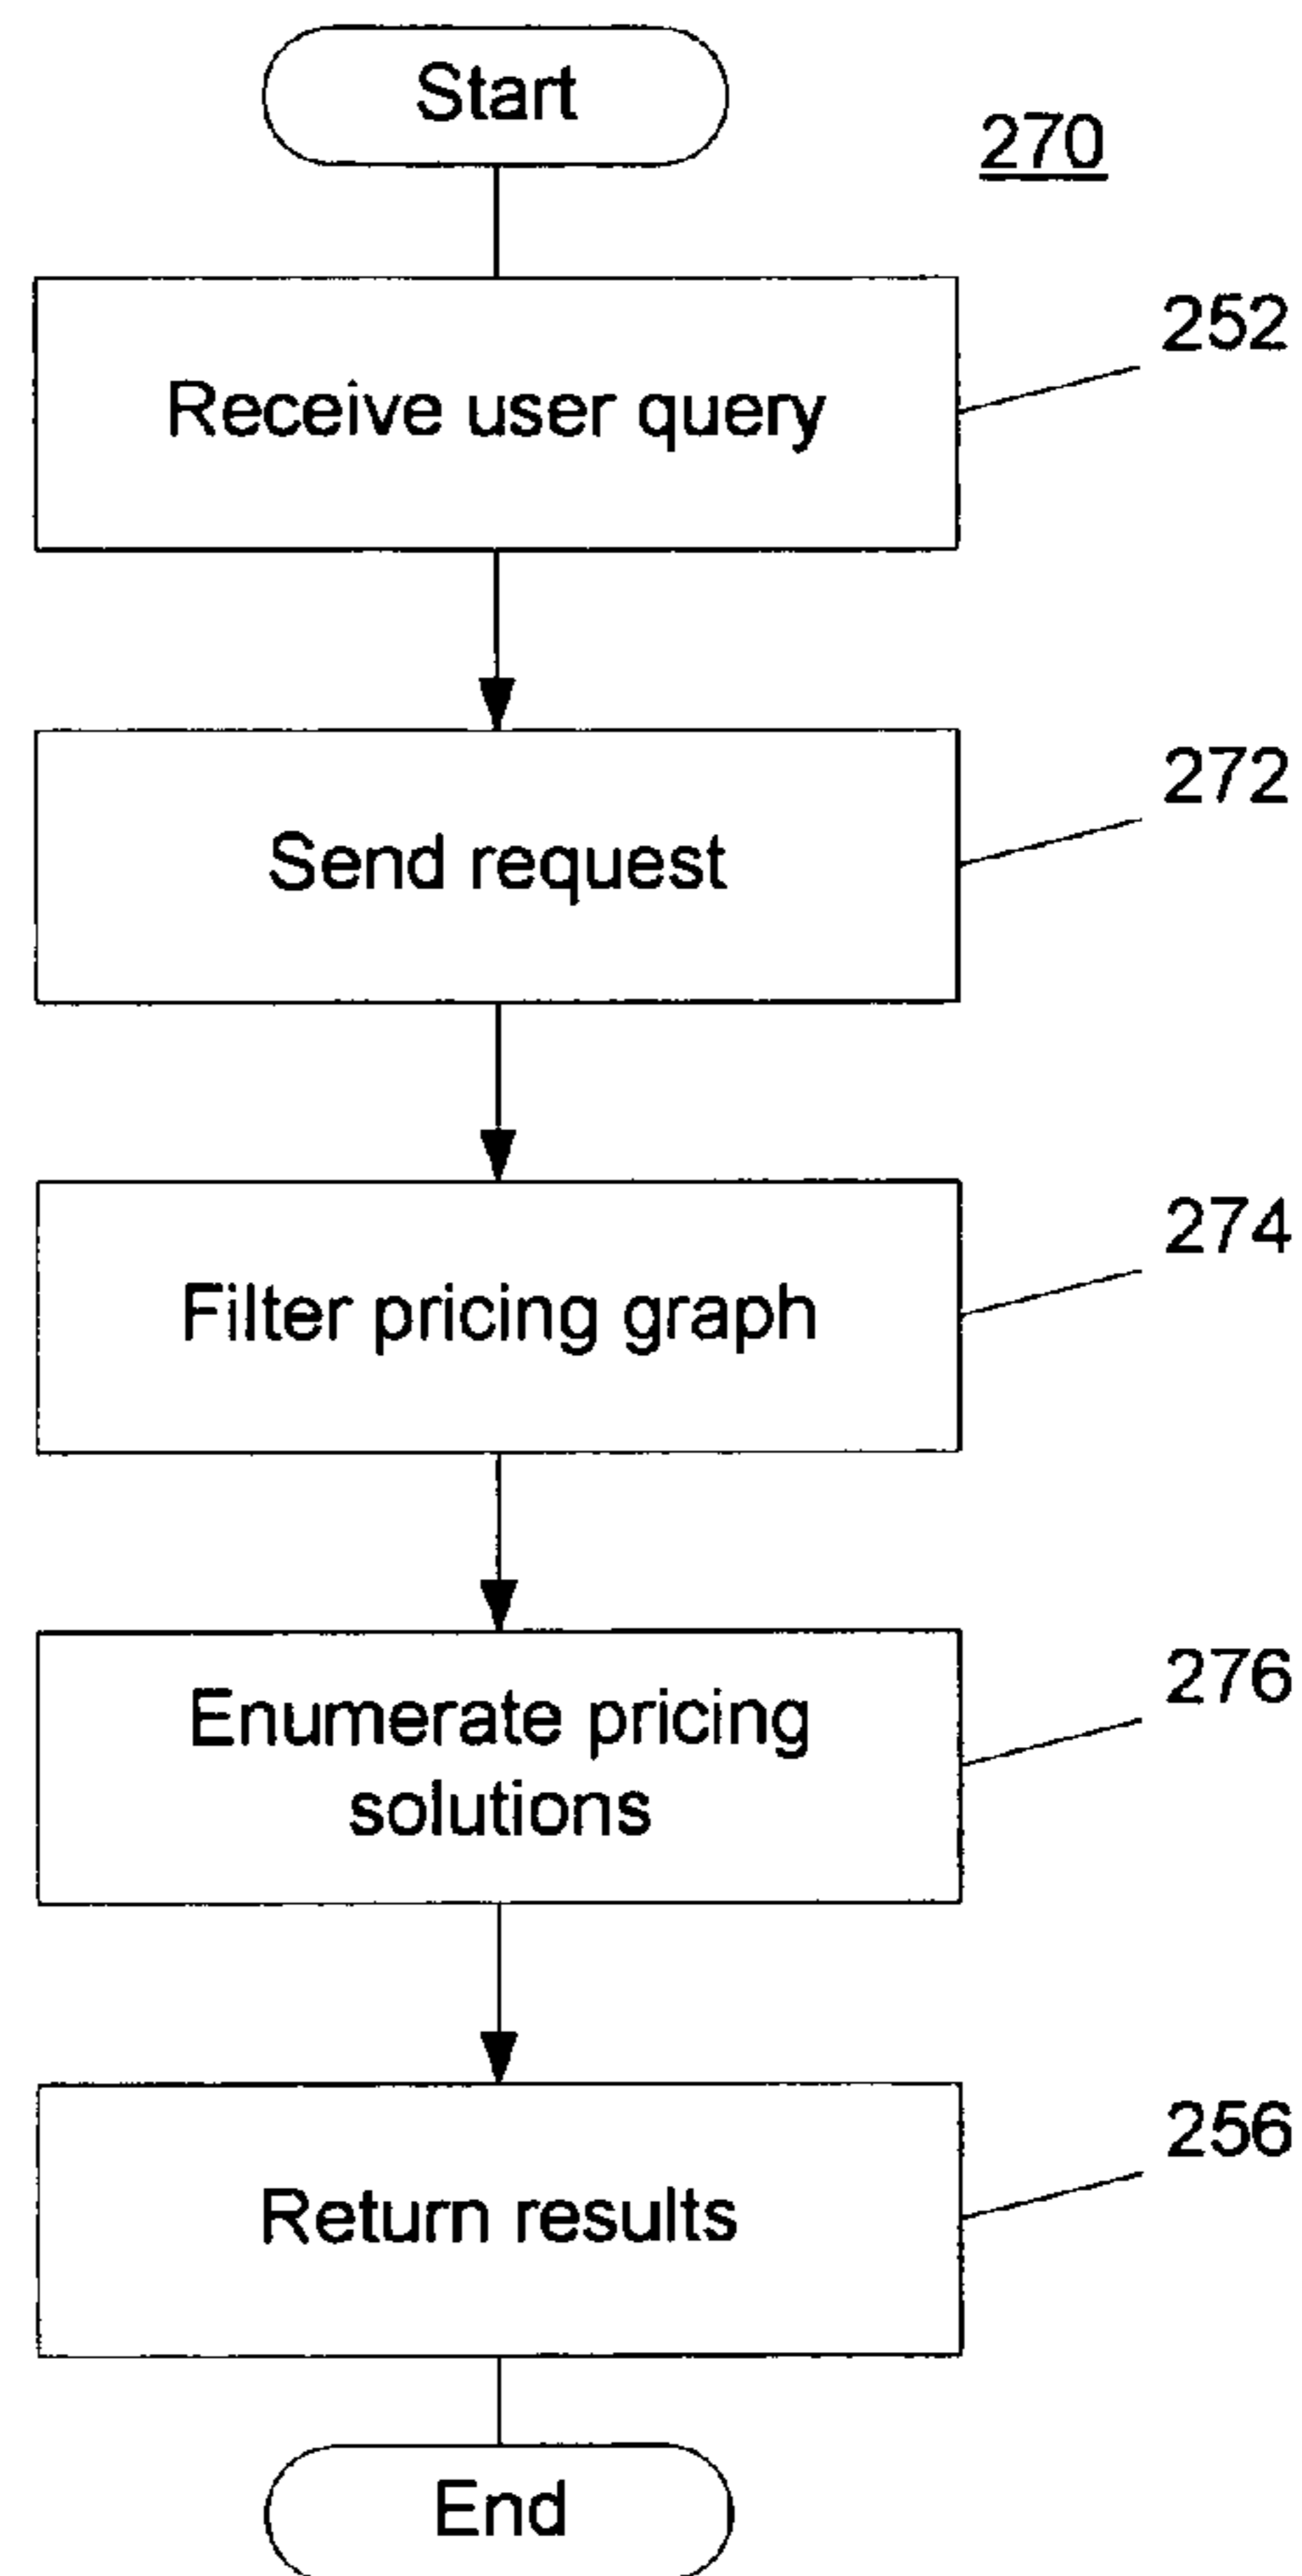 Start
270
Receive user query
252
Send request
272
Filter pricing graph
274
Enumerate pricing
solutions
276
Return results
256
End